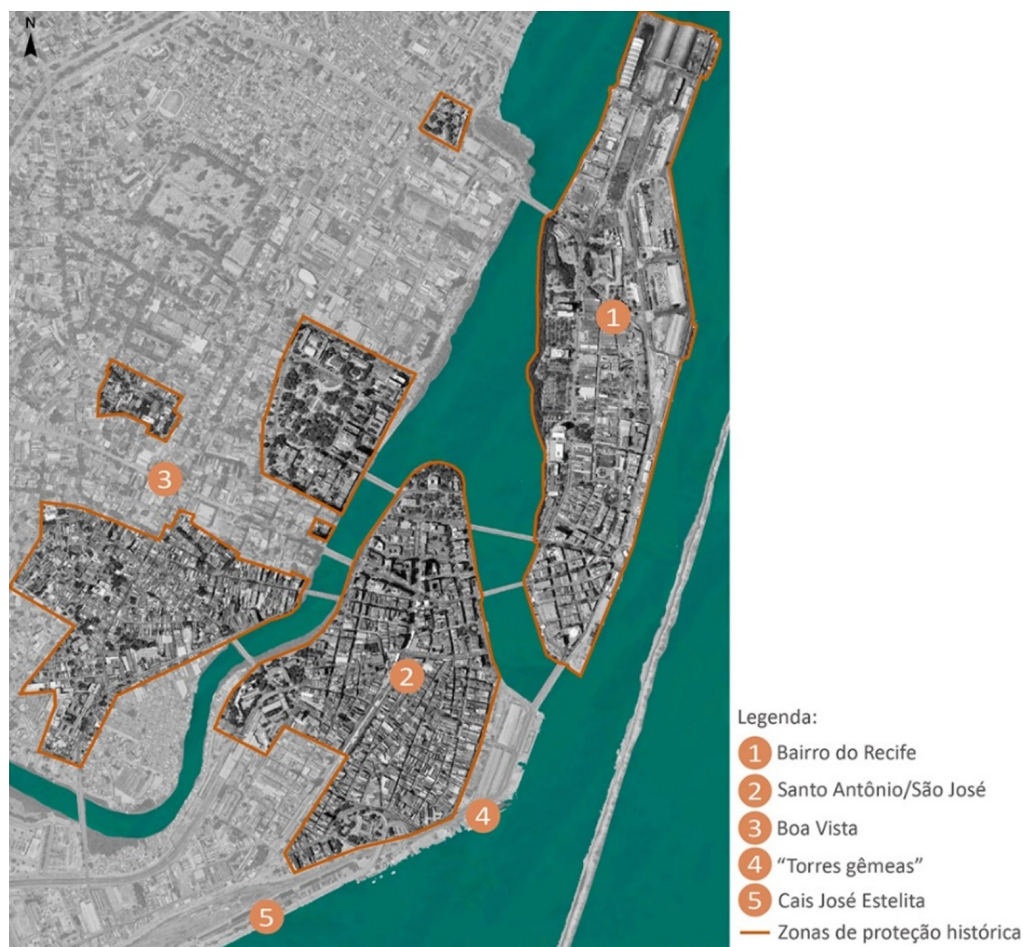 N
1
3
2
4
5
Legenda:
1 Bairro do Recife
2 Santo Antônio/São José
3 Boa Vista
4 “Torres gêmeas”
5 Cais José Estelita
Zonas de proteção histórica